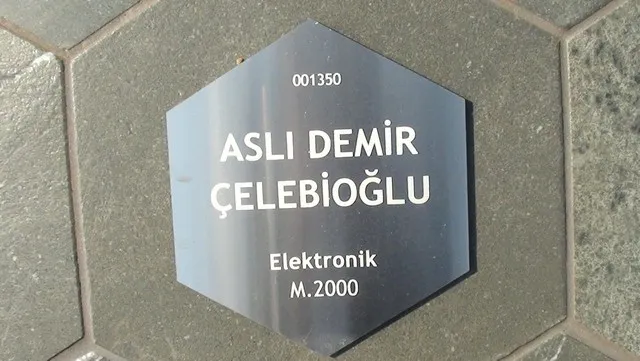 001350
ASLI DEMİR
ÇELEBİOĞLU
Elektronik
M.2000